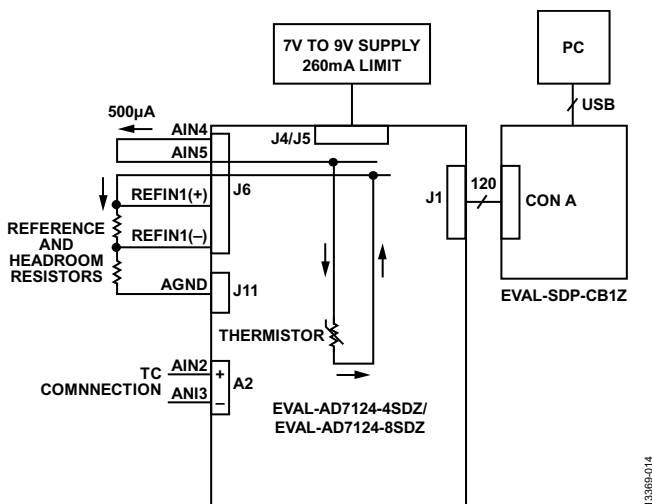 7V TO 9V SUPPLY
260mA LIMIT
PC
USB
500µA
AIN4
AIN5
J4/J5
J6
REFIN1(+)
REFIN1(–)
REFERENCE
AND
HEADROOM
RESISTORS
AGND
J11
J1
120
CON A
EVAL-SDP-CB1Z
THERMISTOR
TC
COMNNECTION
AIN2
ANI3
+
–
A2
EVAL-AD7124-4SDZ/
EVAL-AD7124-8SDZ
13369-014